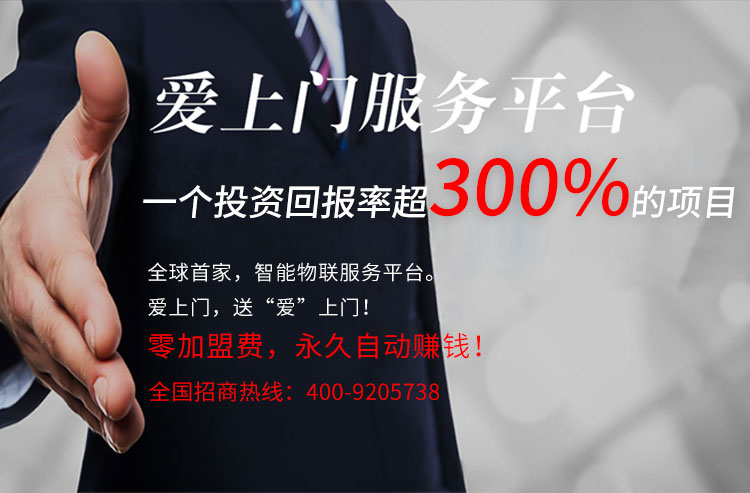 爱上门服务平台
一个投资回报率超300%的项目
全球首家，智能物联服务平台。
爱上门，送“爱”上门！
零加盟费，永久自动赚钱！
全国招商热线：400-9205738